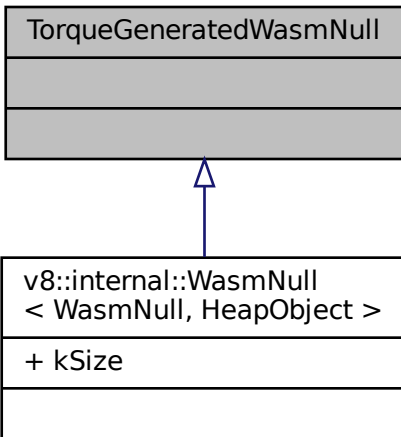 TorqueGeneratedWasmNull
v8::internal::WasmNull
< WasmNull, HeapObject >
+ kSize